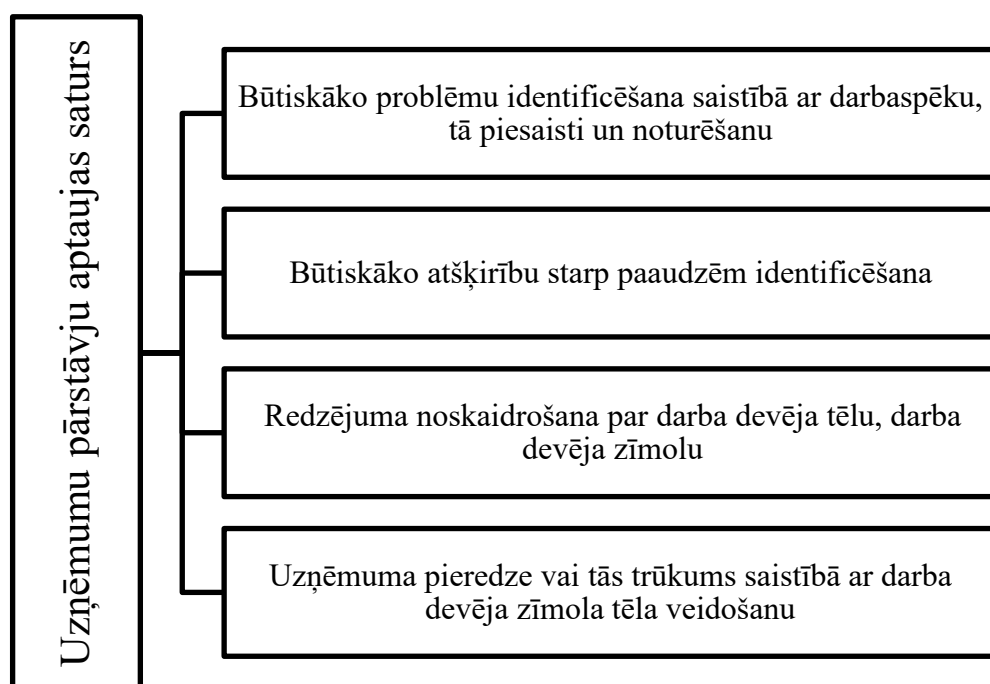 Uzņēmumu pārstāvju aptaujas saturs
Būtiskāko problēmu identificēšana saistībā ar darbaspēku,
tā piesaisti un noturēšanu
Būtiskāko atšķirību starp paaudzēm identificēšana
Redzējuma noskaidrošana par darba devēja tēlu, darba
devēja zīmolu
Uzņēmuma pieredze vai tās trūkums saistībā ar darba
devēja zīmola tēla veidošanu